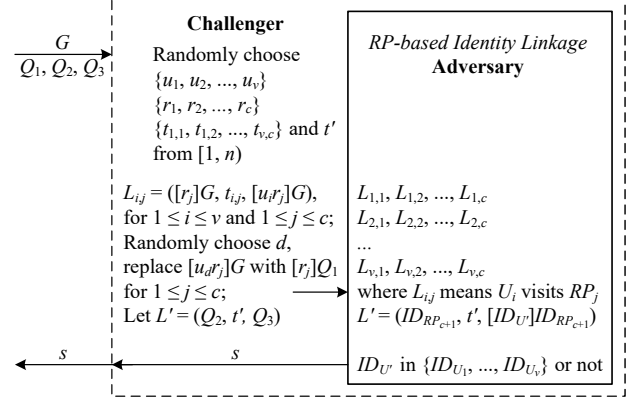 G
Q1, Q2, Q3
Challenger
Randomly choose
{u1, u2, ..., uv}
{r1, r2, ..., rc}
{t1,1, t1,2, ..., tv,c} and t′
from [1, n)
Li,j = ([rj]G, ti,j, [uirj]G),
for 1 ≤ i ≤ v and 1 ≤ j ≤ c;
Randomly choose d,
replace [udrj]G with [rj]Q1
for 1 ≤ j ≤ c;
Let L′ = (Q2, t′, Q3)
RP-based Identity Linkage
Adversary
L1,1, L1,2, ..., L1,c
L2,1, L2,2, ..., L2,c
...
Lv,1, Lv,2, ..., Lv,c
where Li,j means Ui visits RPj
L′ = (IDRPc+1, t′, [IDU′]IDRPc+1)
IDU′ in {IDU1, ..., IDUv} or not
s
s